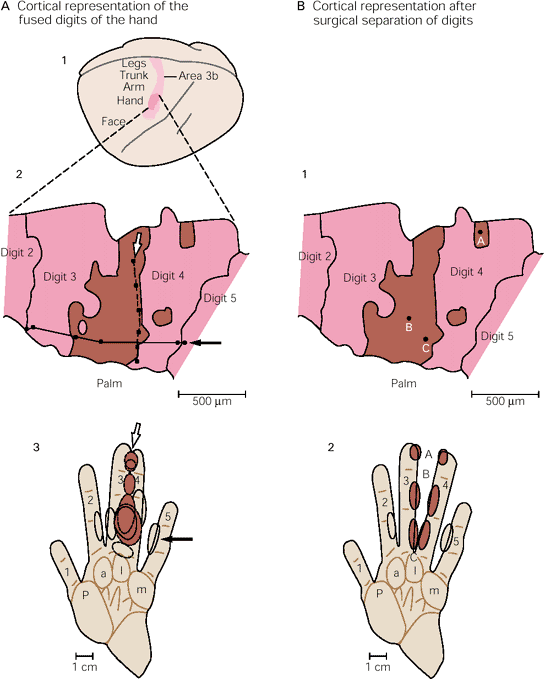 A Cortical representation of the
fused digits of the hand
1
Legs
Trunk
Arm
Hand
Face
Area 3b
2
Digit 2
Digit 3
Digit 4
Digit 5
Palm
500 µm
3
1
2
3
4
5
P
a
l
m
1 cm
B Cortical representation after
surgical separation of digits
1
Digit 2
Digit 3
Digit 4
Digit 5
A
B
C
Palm
500 µm
2
A
B
C
1
2
3
4
5
P
a
l
m
1 cm